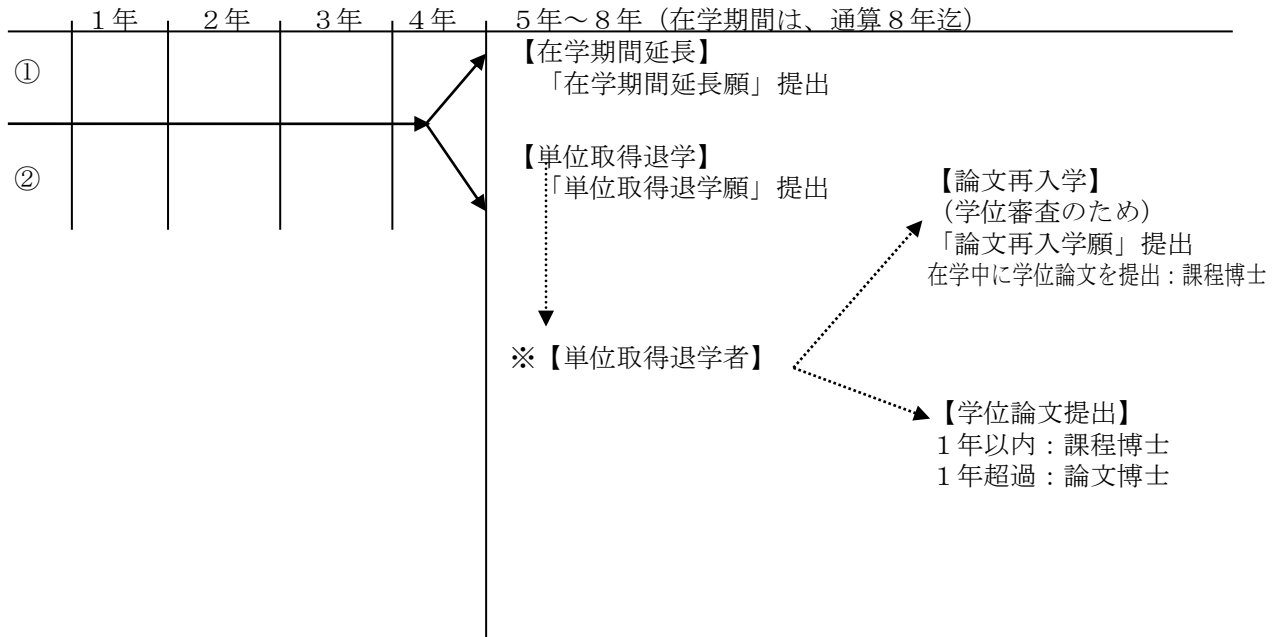 １年 ２年 ３年 ４年 ５年～８年（在学期間は、通算８年迄）
①
【在学期間延長】
「在学期間延長願」提出
②
【単位取得退学】
「単位取得退学願」提出
【論文再入学】
（学位審査のため）
「論文再入学願」提出
在学中に学位論文を提出：課程博士
※【単位取得退学者】
【学位論文提出】
１年以内：課程博士
１年超過：論文博士